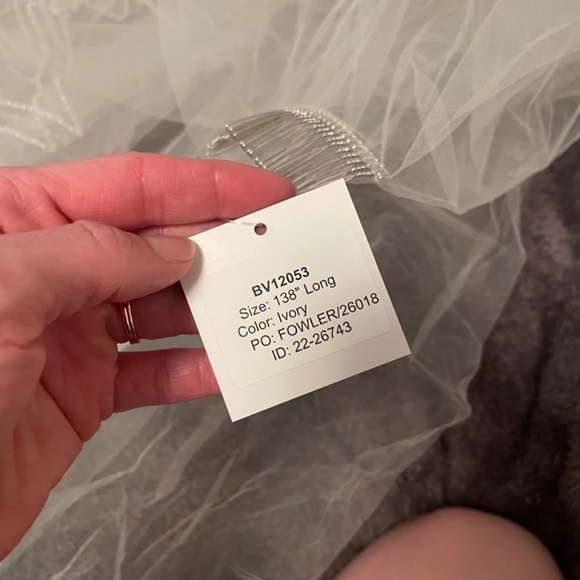 BV12053
Size: 138" Long
Color: Ivory
PO: FOWLER/26018
ID: 22-26743